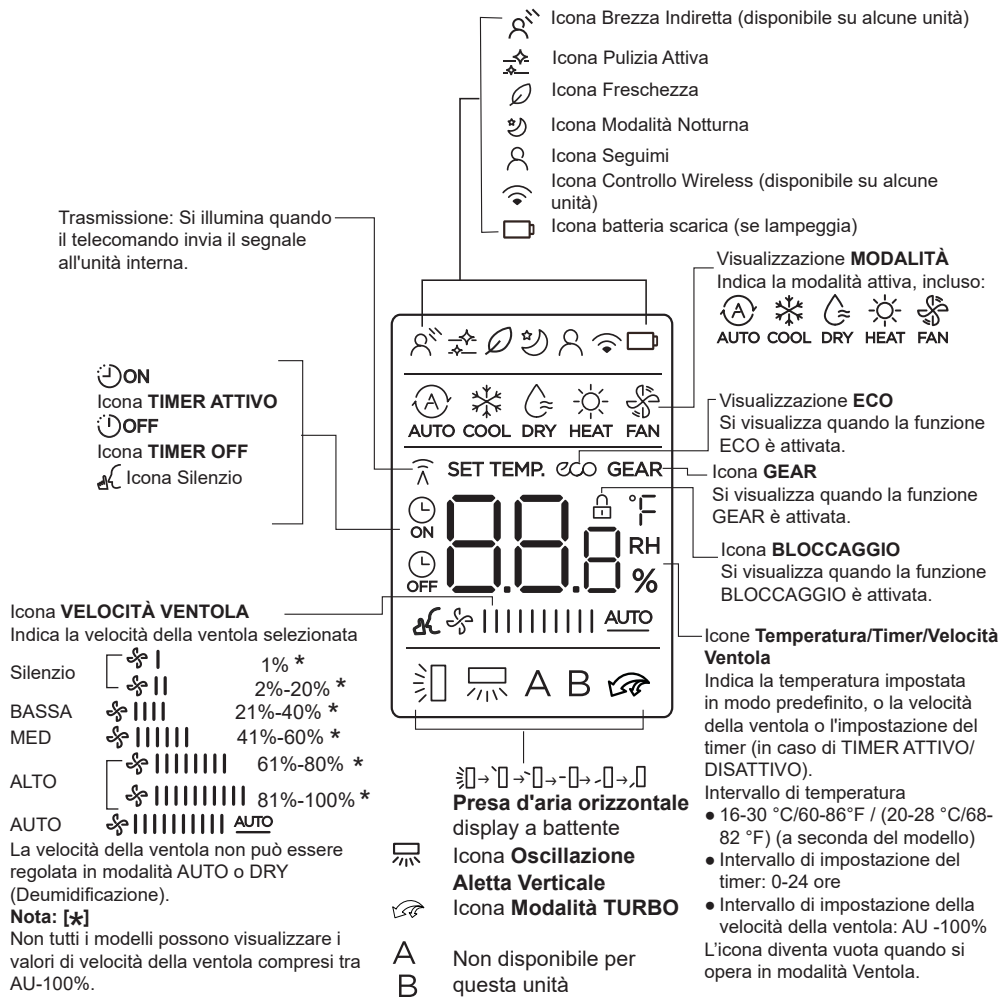 Icona Brezza Indiretta (disponibile su alcune unità)
Icona Pulizia Attiva
Icona Freschezza
Icona Modalità Notturna
Icona Seguimi
Icona Controllo Wireless (disponibile su alcune
unità)
Icona batteria scarica (se lampeggia)
Trasmissione: Si illumina quando
il telecomando invia il segnale
all'unità interna.
Visualizzazione MODALITÀ
Indica la modalità attiva, incluso:
AUTO COOL DRY HEAT FAN
ON
Icona TIMER ATTIVO
OFF
Icona TIMER OFF
Icona Silenzio
AUTO COOL DRY HEAT FAN
SET TEMP. eco GEAR
ON
OFF
88.8
°F
RH
%
AUTO
A B
Visualizzazione ECO
Si visualizza quando la funzione
ECO è attivata.
Icona GEAR
Si visualizza quando la funzione
GEAR è attivata.
Icona BLOCCAGGIO
Si visualizza quando la funzione
BLOCCAGGIO è attivata.
Icona VELOCITÀ VENTOLA
Indica la velocità della ventola selezionata
Silenzio
1% *
2%-20% *
BASSA 21%-40% *
MED 41%-60% *
ALTO
61%-80% *
81%-100% *
AUTO AUTO
La velocità della ventola non può essere
regolata in modalità AUTO o DRY
(Deumidificazione).
Nota: [*]
Non tutti i modelli possono visualizzare i
valori di velocità della ventola compresi tra
AU-100%.
Presa d'aria orizzontale
display a battente
Icona Oscillazione
Aletta Verticale
Icona Modalità TURBO
A
B
Non disponibile per
questa unità
Icone Temperatura/Timer/Velocità
Ventola
Indica la temperatura impostata
in modo predefinito, o la velocità
della ventola o l'impostazione del
timer (in caso di TIMER ATTIVO/
DISATTIVO).
Intervallo di temperatura
● 16-30 °C/60-86°F / (20-28 °C/68-
82 °F) (a seconda del modello)
● Intervallo di impostazione del
timer: 0-24 ore
● Intervallo di impostazione della
velocità della ventola: AU -100%
L'icona diventa vuota quando si
opera in modalità Ventola.